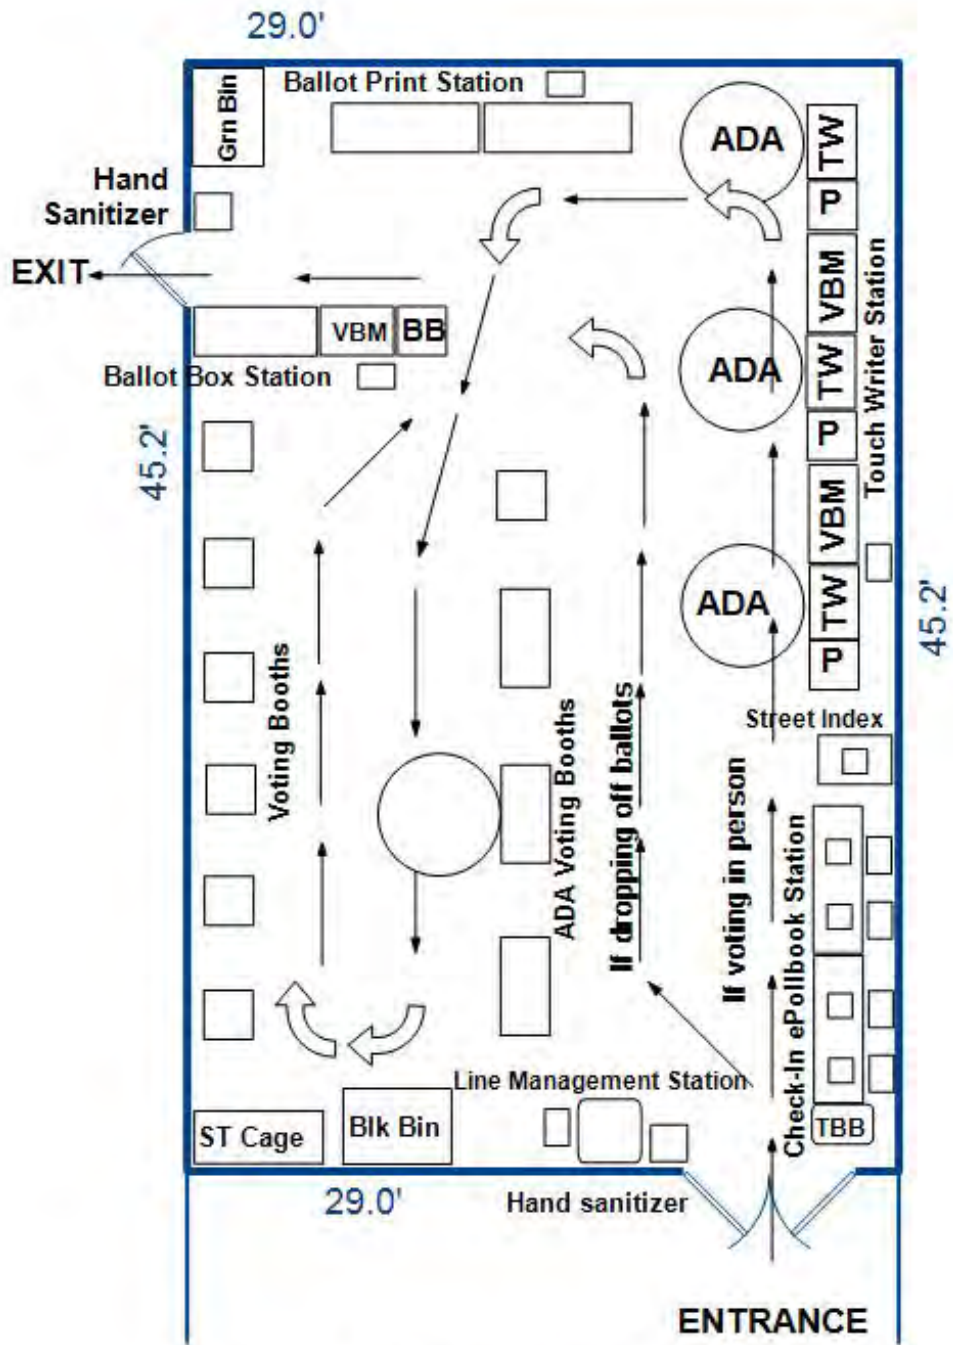 29.0'
Ballot Print Station
Grn Bin
ADA
TW
P
Hand
Sanitizer
EXIT
VBM
VBM
BB
Ballot Box Station
ADA
TW
P
Touch Writer Station
45.2'
VBM
ADA
TW
P
45.2'
Voting Booths
ADA Voting Booths
If dropping off ballots
If voting in person
Street Index
Check-In ePollbook Station
Line Management Station
ST Cage
Blk Bin
TBB
29.0'
Hand sanitizer
ENTRANCE